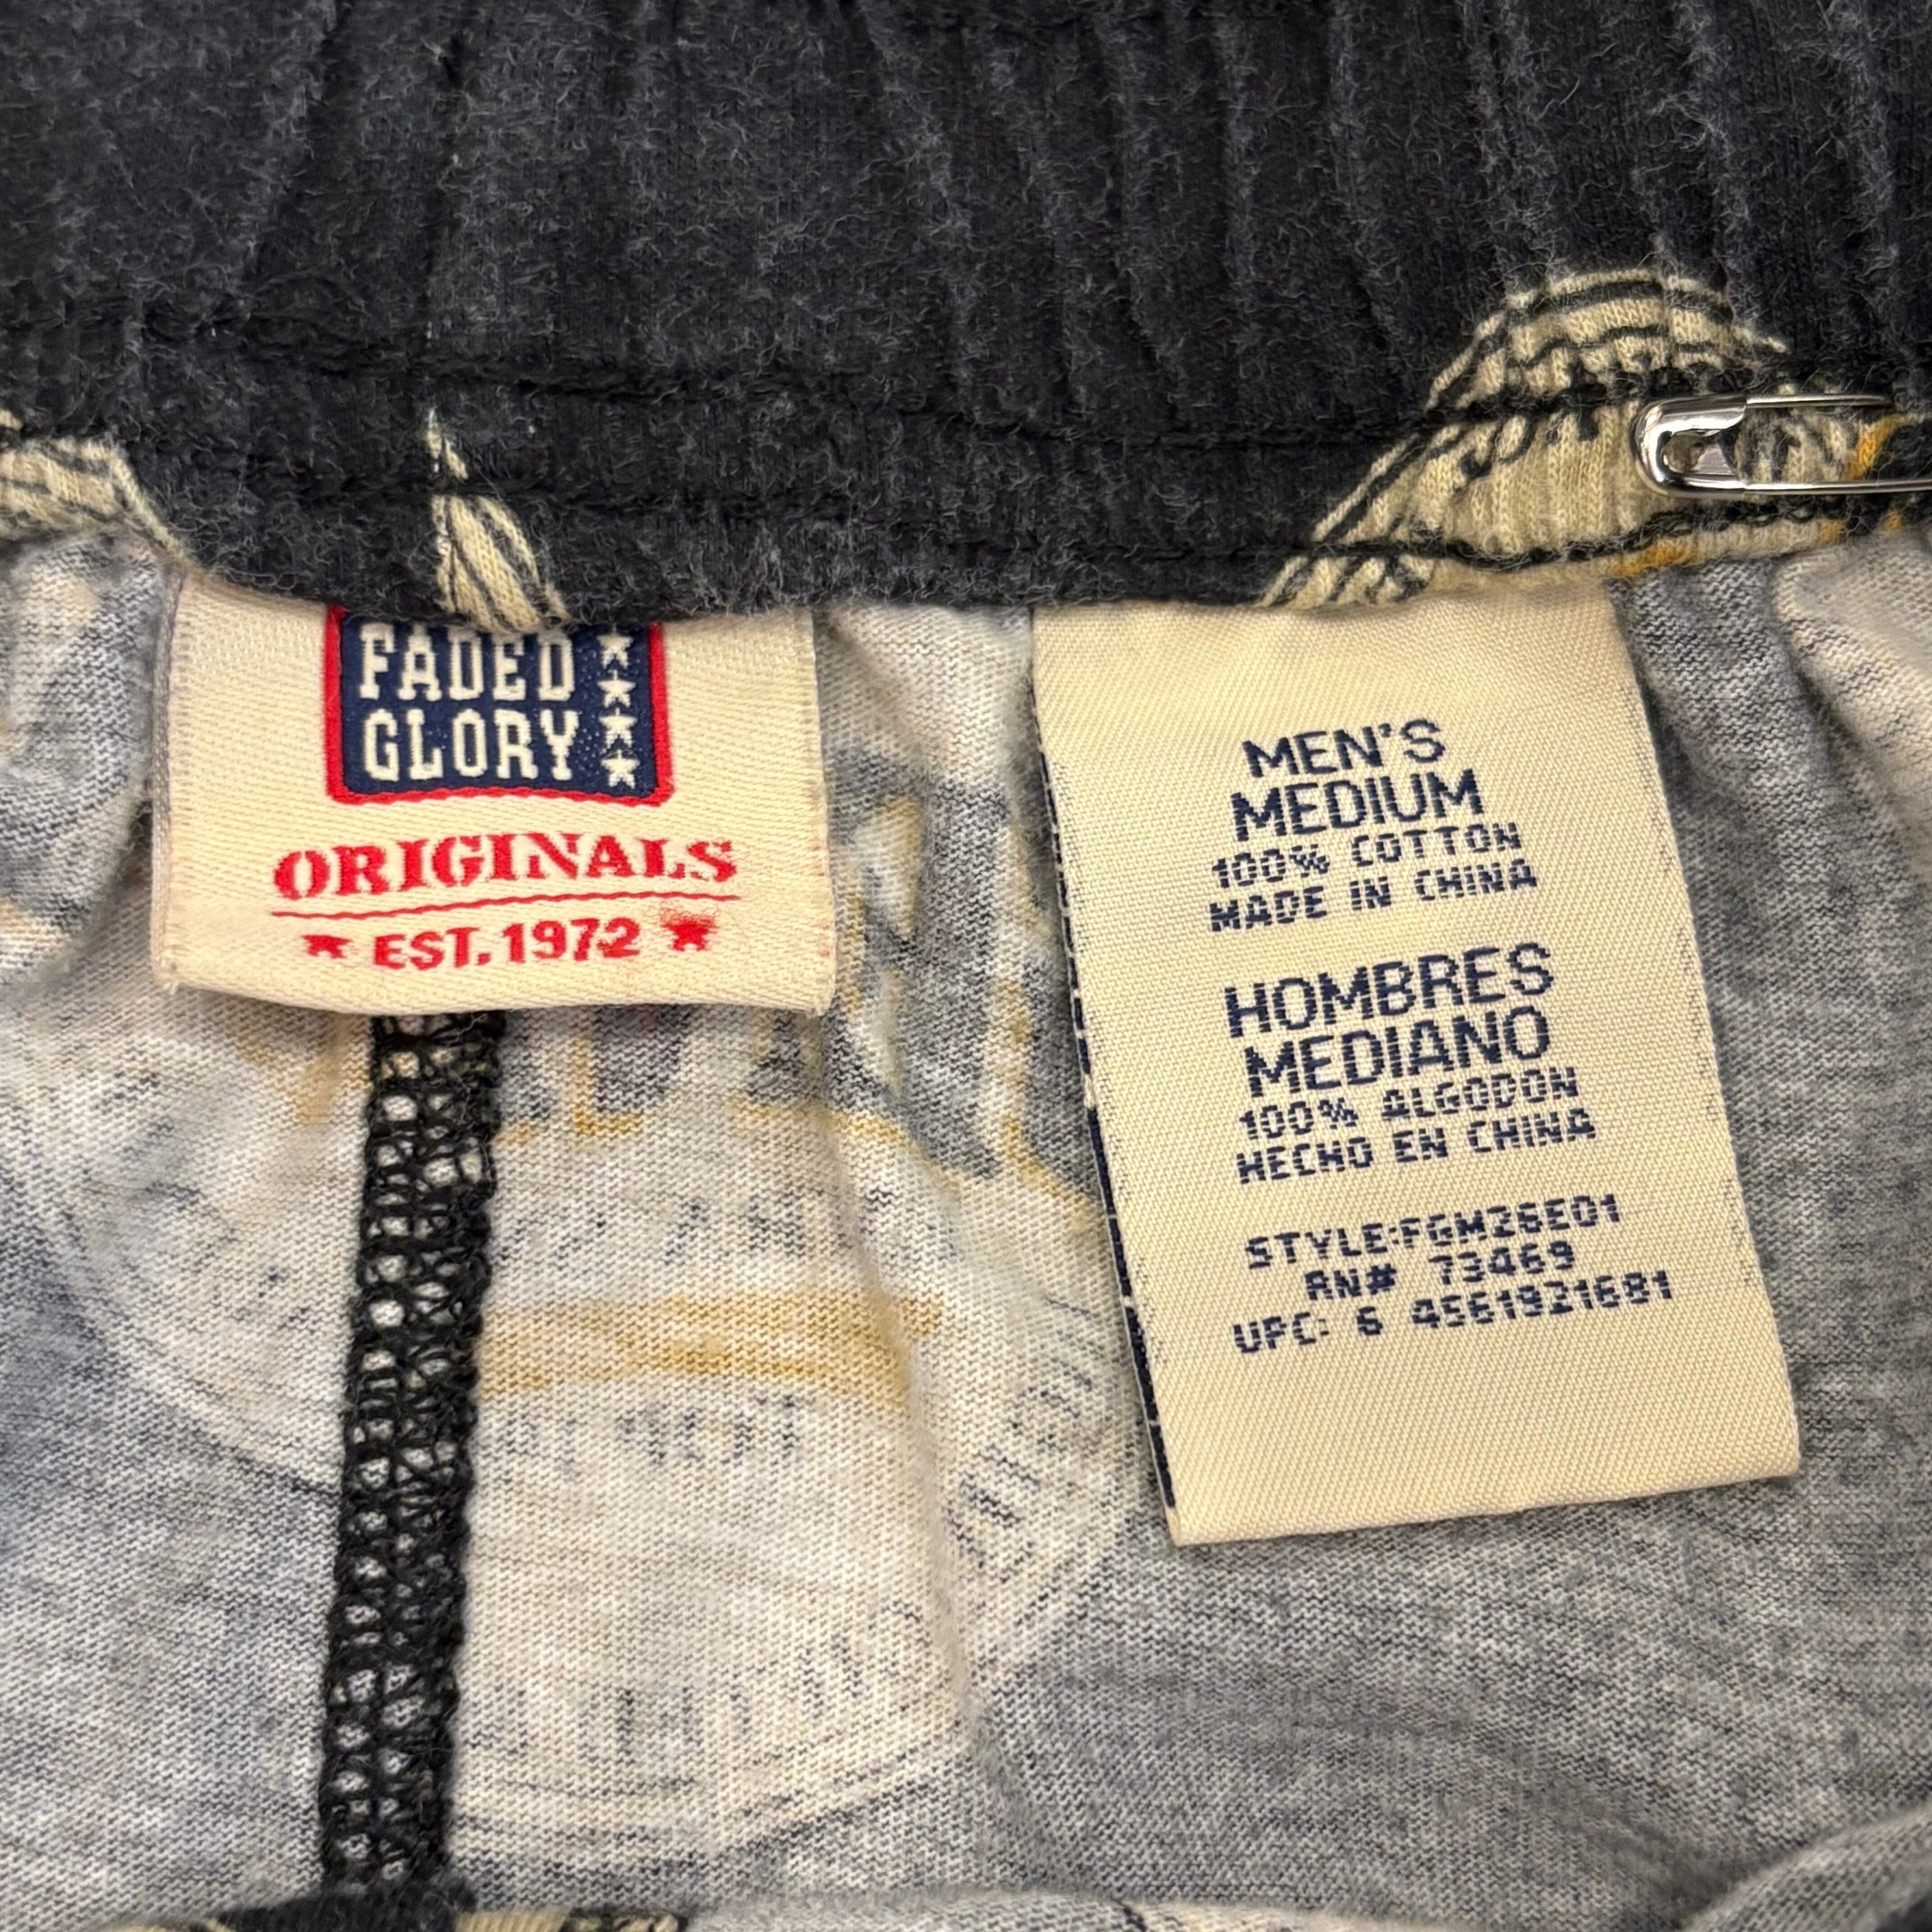 FADED
GLORY
ORIGINALS
EST. 1972
MEN'S
MEDIUM
100% COTTON
MADE IN CHINA
HOMBRES
MEDIANO
100% ALGODON
HECHO EN CHINA
STYLE:FGM26E01
RN# 73469
UPC: 6 4561921681